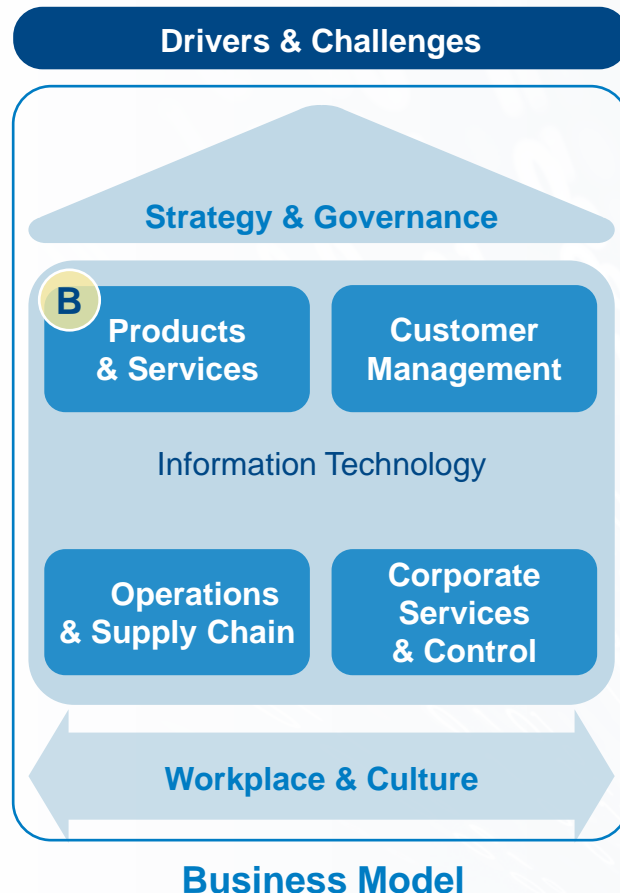 Drivers & Challenges
Strategy & Governance
B
Products
& Services
Customer
Management
Information Technology
Operations
& Supply Chain
Corporate
Services
& Control
Workplace & Culture
Business Model